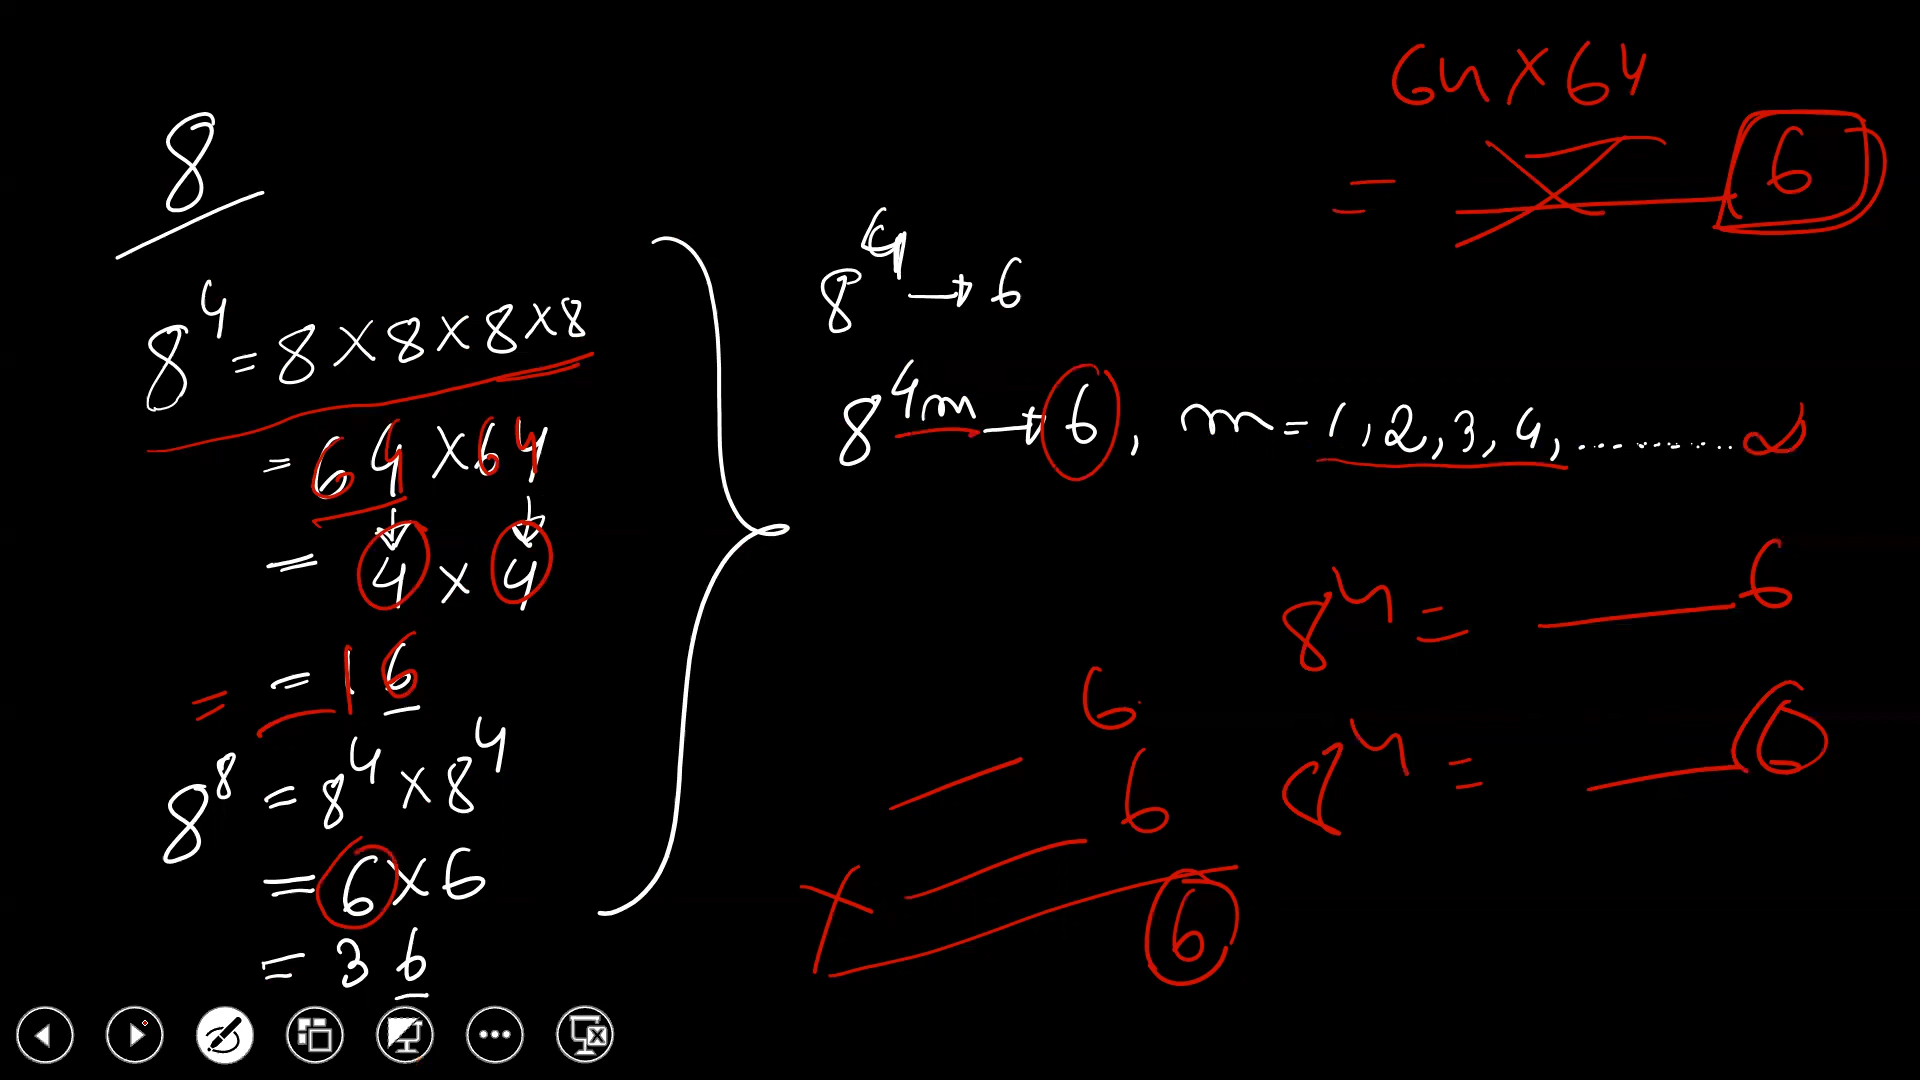 8
8⁴ = 8 × 8 × 8 × 8
= 64 × 64
= 4 × 4
= = 16
8⁸ = 8⁴ × 8⁴
= 6 × 6
= 36
8⁴ → 6
8⁴ᵐ → 6, m = 1, 2, 3, 4, ............ ∞
64 × 64
= 6
8⁴ = 6
8⁴ = 6
6
× 6
6